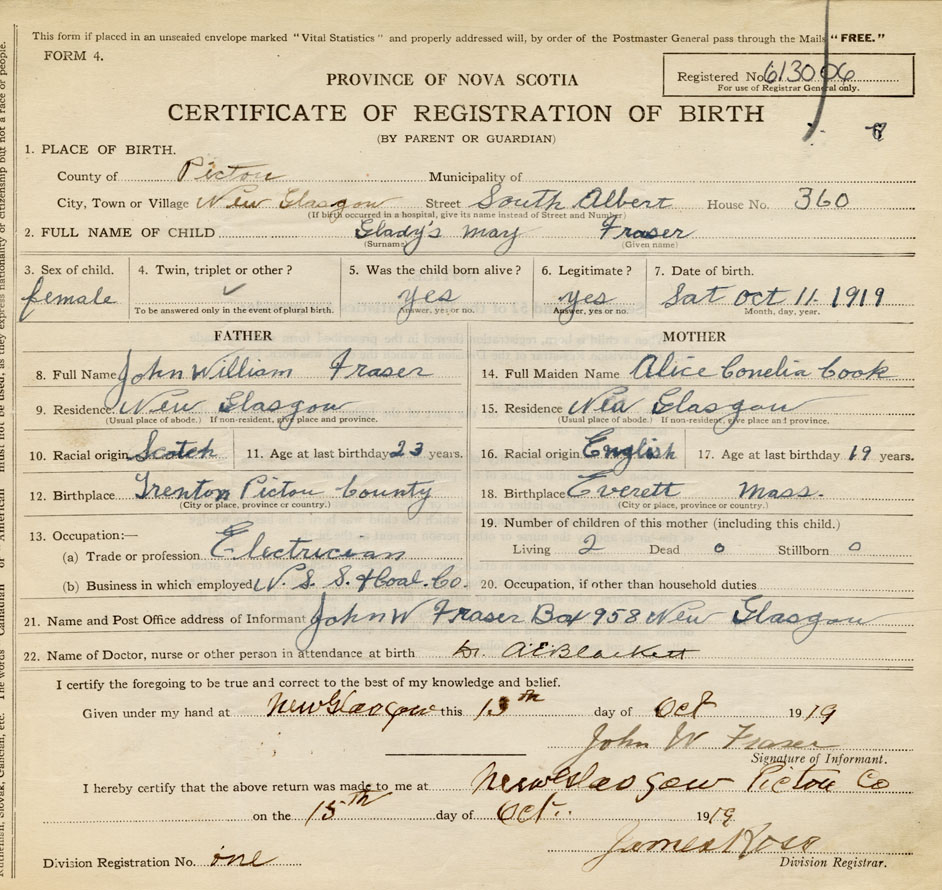 This form if placed in an unsealed envelope marked "Vital Statistics" and properly addressed will, by order of the Postmaster General pass through the Mails "FREE."
FORM 4.
PROVINCE OF NOVA SCOTIA
Registered No. 613006
For use of Registrar General only.
CERTIFICATE OF REGISTRATION OF BIRTH
(BY PARENT OR GUARDIAN)
1. PLACE OF BIRTH.
County of Pictou Municipality of
City, Town or Village New Glasgow Street South Albert House No. 360
(If birth occurred in a hospital, give its name instead of Street and Number)
2. FULL NAME OF CHILD Glady's Mary Fraser
(Surname) (Given name)
3. Sex of child. 4. Twin, triplet or other? 5. Was the child born alive? 6. Legitimate? 7. Date of birth.
female ✓ yes yes Sat Oct 11. 1919
To be answered only in the event of plural birth. Answer, yes or no. Answer, yes or no. Month, day, year.
FATHER MOTHER
8. Full Name John William Fraser 14. Full Maiden Name Alice Conelia Cook
9. Residence New Glasgow 15. Residence New Glasgow
(Usual place of abode.) If non-resident, give place and province. (Usual place of abode.) If non-resident, give place and province.
10. Racial origin Scotch 11. Age at last birthday 23 years. 16. Racial origin English 17. Age at last birthday 19 years.
12. Birthplace Trenton Pictou County 18. Birthplace Everett Mass.
(City or place, province or country.) (City or place, province or country.)
13. Occupation:— 19. Number of children of this mother (including this child.)
(a) Trade or profession Electrician Living 2 Dead 0 Stillborn 0
(b) Business in which employed N. S. S. & Coal. Co. 20. Occupation, if other than household duties
21. Name and Post Office address of Informant John W Fraser Box 958 New Glasgow
22. Name of Doctor, nurse or other person in attendance at birth Dr. A E Blackett
I certify the foregoing to be true and correct to the best of my knowledge and belief.
Given under my hand at New Glasgow this 15th day of Oct 1919
John W Fraser
Signature of Informant.
I hereby certify that the above return was made to me at New Glasgow Pictou Co
on the 15th day of Oct. 1919
James Ross
Division Registrar.
Division Registration No. one